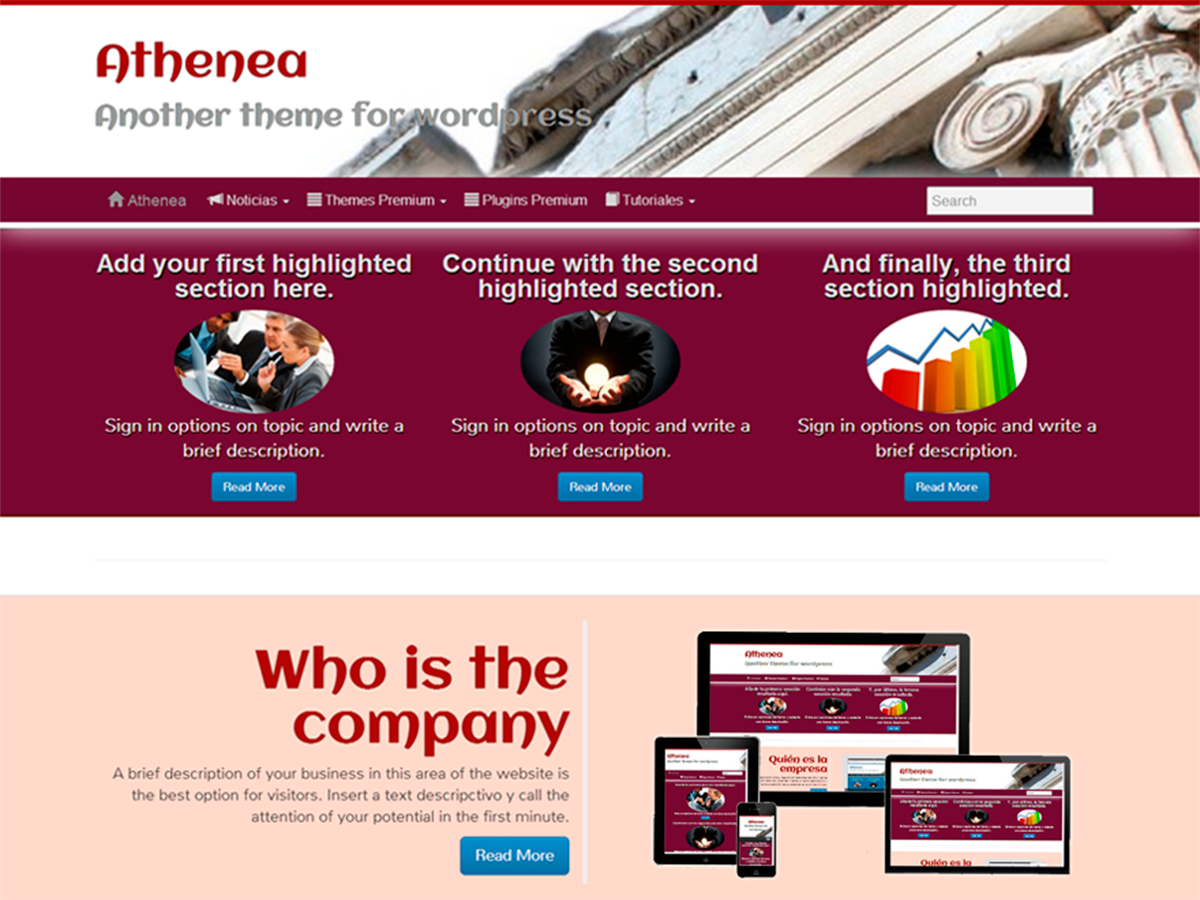 Athenea
Another theme for wordpress
Athenea Noticias Themes Premium Plugins Premium Tutoriales Search
Add your first highlighted
section here.
Sign in options on topic and write a
brief description.
Read More
Continue with the second
highlighted section.
Sign in options on topic and write a
brief description.
Read More
And finally, the third
section highlighted.
Sign in options on topic and write a
brief description.
Read More
Who is the
company
A brief description of your business in this area of the website is
the best option for visitors. Insert a text descripctivo y call the
attention of your potential in the first minute.
Read More
Athenea
Another theme for wordpress
Quién es la
empresa
Athenea
Athenea
Athenea
Another theme for wordpress
Quién es la